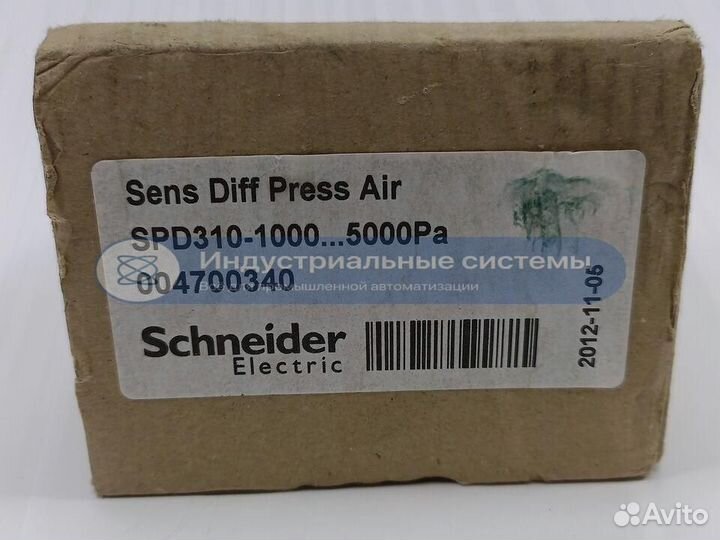 Sens Diff Press Air
SPD310-1000...5000Pa
Индустриальные системы
004700340
промышленной автоматизации
Schneider
Electric
2012-11-05
Avito